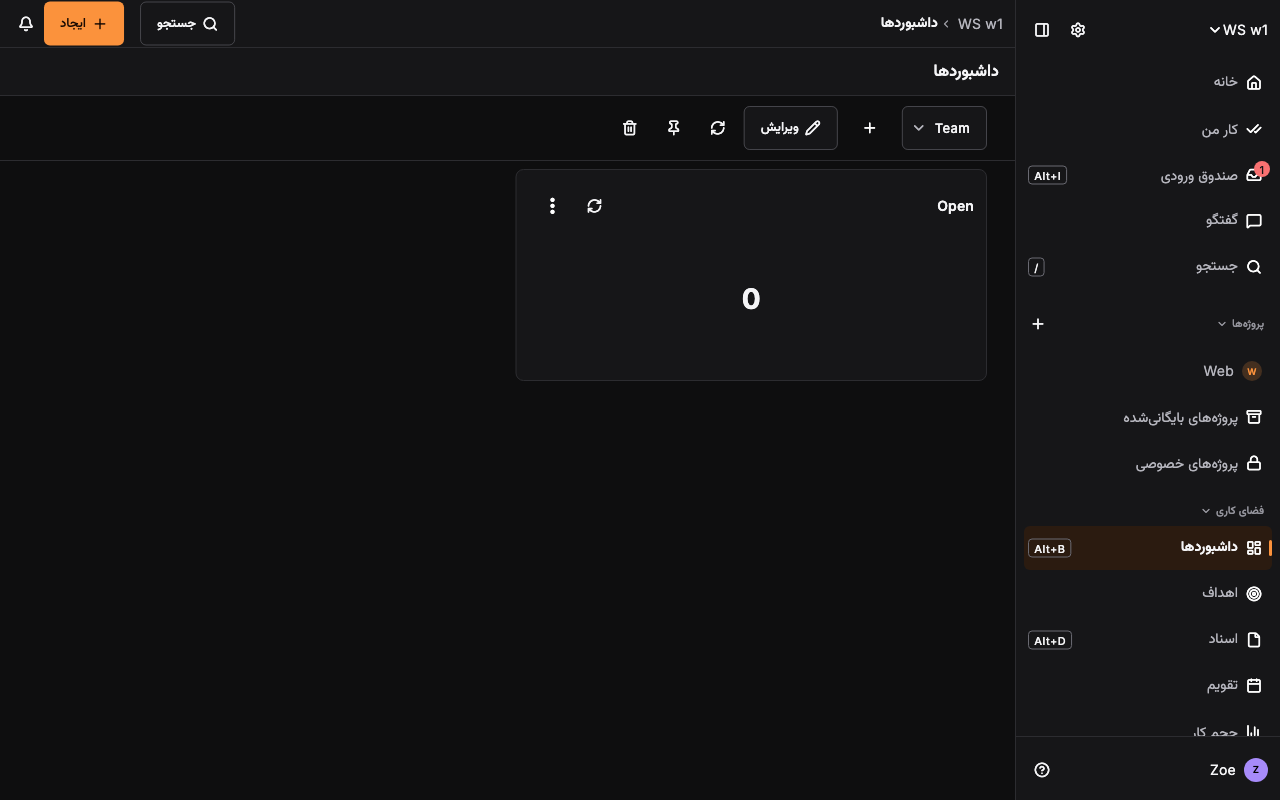 WS w1
خانه
کار من
صندوق ورودی
1
Alt+I
گفتگو
جستجو
/
پروژه‌ها
W
Web
پروژه‌های بایگانی‌شده
پروژه‌های خصوصی
فضای کاری
داشبوردها
Alt+B
اهداف
اسناد
Alt+D
تقویم
حجم کار
Z
Zoe
WS w1 › داشبوردها
جستجو
ایجاد
داشبوردها
Team
ویرایش
Open
0